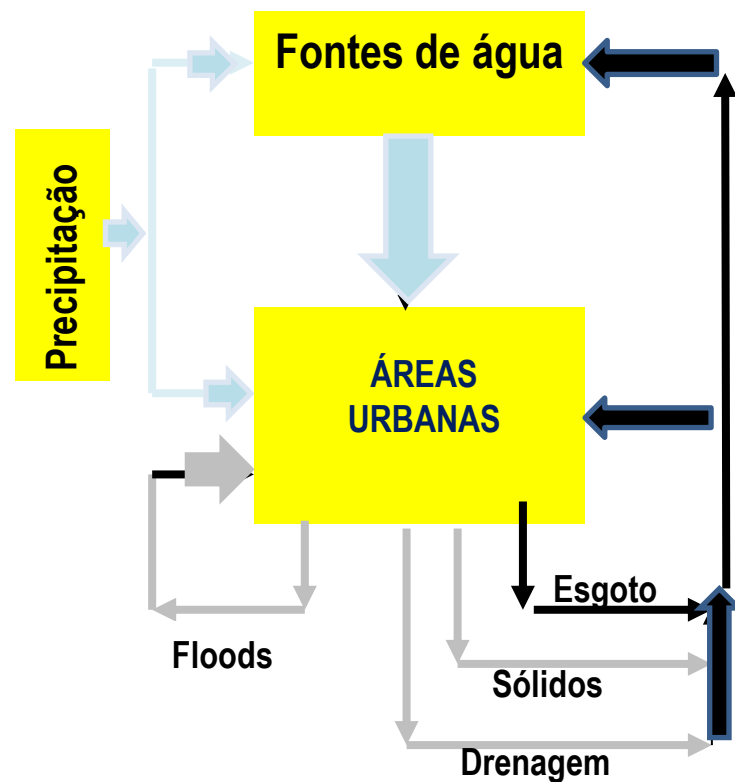 Fontes de água
Precipitação
ÁREAS
URBANAS
Esgoto
Floods
Sólidos
Drenagem